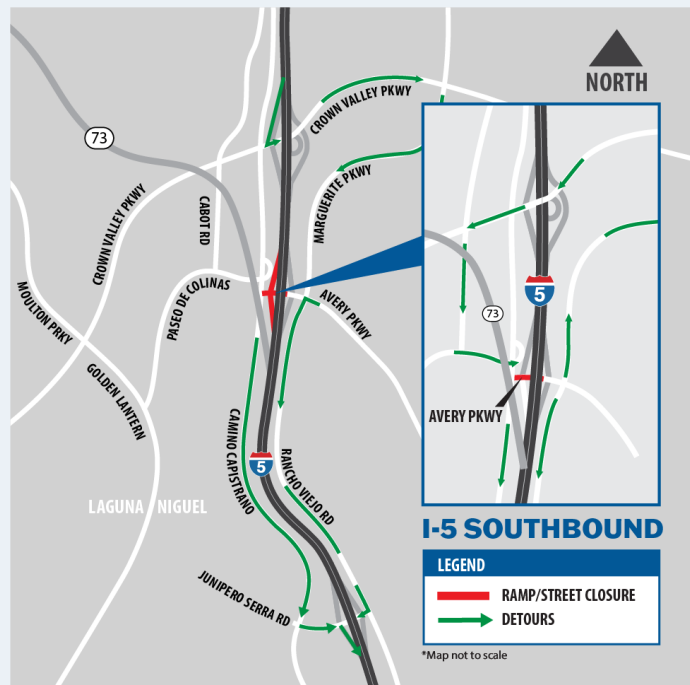 NORTH
73
CROWN VALLEY PKWY
MARGUERITE PKWY
CABOT RD
CROWN VALLEY PKWY
PASEO DE COLINAS
MOULTON PRKY
GOLDEN LANTERN
AVERY PKWY
CAMINO CAPISTRANO
5
RANCHO VIEJO RD
LAGUNA NIGUEL
JUNIPERO SERRA RD
5
73
AVERY PKWY
I-5 SOUTHBOUND
LEGEND
RAMP/STREET CLOSURE
DETOURS
*Map not to scale